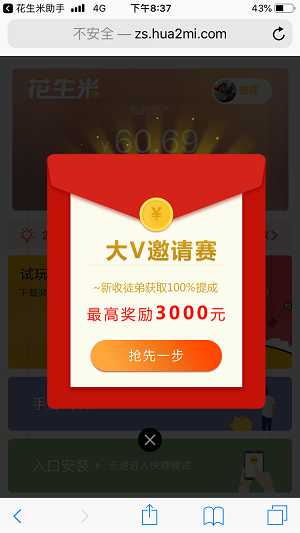 花生米助手 4G 下午8:37 43%
不安全 — zs.hua2mi.com
花生米
提现
我的资产
¥60.69
大V邀请赛
~新收徒弟获取100%提成
最高奖励3000元
抢先一步
试玩
下载奖
手
入口安装 迅速进入快赚模式